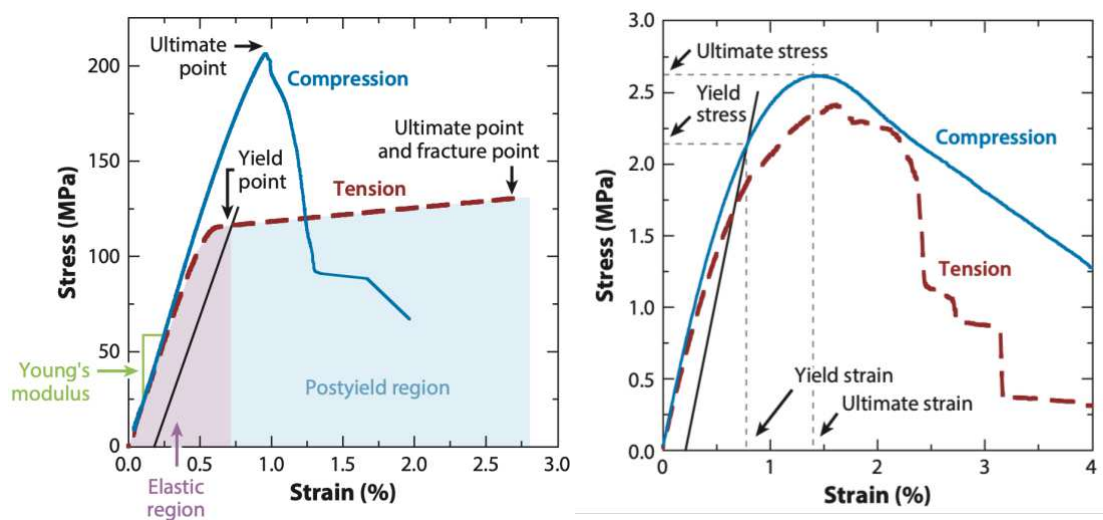 Stress (MPa)
200
150
100
50
0
0.0
0.5
1.0
1.5
2.0
2.5
3.0
Strain (%)
Ultimate
point
Compression
Ultimate point
and fracture point
Yield
point
Tension
Young's
modulus
Postyield region
Elastic
region
Stress (MPa)
3.0
2.5
2.0
1.5
1.0
0.5
0.0
0
1
2
3
4
Strain (%)
Ultimate stress
Yield
stress
Compression
Tension
Yield strain
Ultimate strain